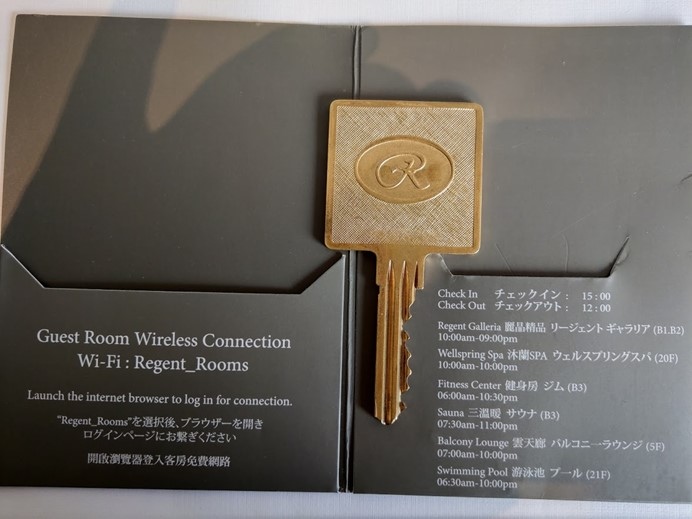 R
Guest Room Wireless Connection
Wi-Fi : Regent_Rooms
Launch the internet browser to log in for connection.
"Regent_Rooms"を選択後、ブラウザーを開き
ログインページにお繋ぎください
開啟瀏覽器登入客房免費網路
Check In チェックイン : 15 : 00
Check Out チェックアウト : 12 : 00
Regent Galleria 麗晶精品 リージェント ギャラリア (B1.B2)
10:00am-09:00pm
Wellspring Spa 沐蘭SPA ウェルスプリングスパ (20F)
10:00am-10:00pm
Fitness Center 健身房 ジム (B3)
06:00am-10:30pm
Sauna 三溫暖 サウナ (B3)
07:30am-11:00pm
Balcony Lounge 雲天廊 バルコニーラウンジ (5F)
07:00am-10:00pm
Swimming Pool 游泳池 プール (21F)
06:30am-10:00pm